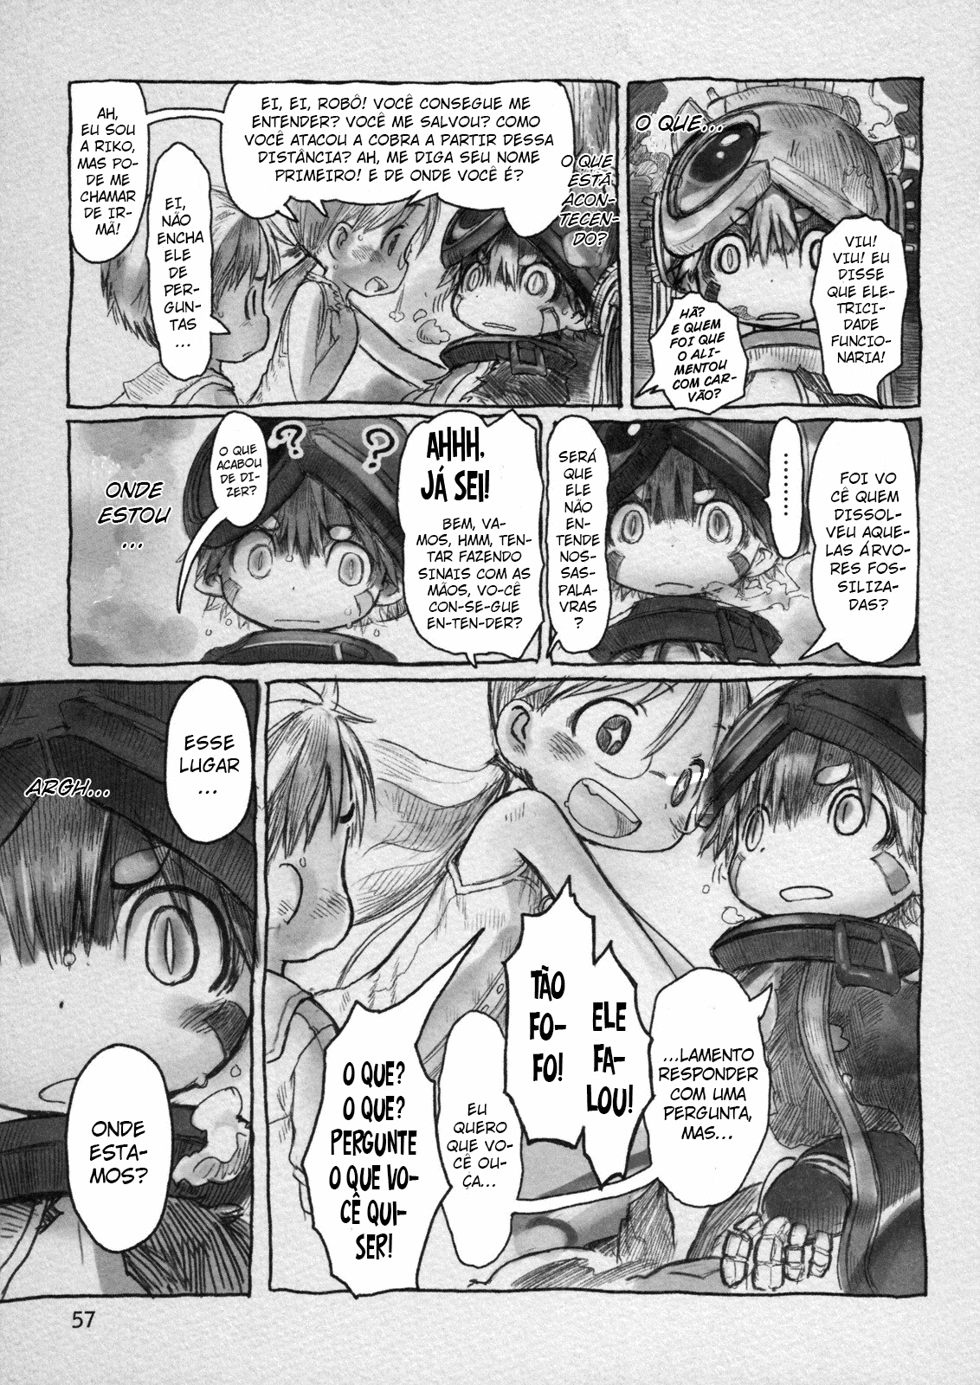 O QUE...
VIU!
VIU! EU
DISSE
QUE ELE-
TRICI-
DADE
FUNCIO-
NARIA!
HÃ?
E QUEM
FOI QUE
O ALI-
MENTOU
COM CAR-
VÃO?
O QUE
ESTÁ
ACON-
TECEN-
DO?
EI, EI, ROBÔ! VOCÊ CONSEGUE ME
ENTENDER? VOCÊ ME SALVOU? COMO
VOCÊ ATACOU A COBRA A PARTIR DESSA
DISTÂNCIA? AH, ME DIGA SEU NOME
PRIMEIRO! E DE ONDE VOCÊ É?
AH,
EU SOU
A RIKO,
MAS PO-
DE ME
CHAMAR
DE IR-
MÃ!
EI,
NÃO
ENCHA
ELE
DE
PER-
GUN-
TAS
...
FOI VO
CÊ QUEM
DISSOL-
VEU AQUE-
LAS ÁRVO-
RES FOS-
SILIZA-
DAS?
........
SERÁ
QUE
ELE
NÃO
EN-
TENDE
NOS-
SAS-
PALA-
VRAS
?
AHHH,
JÁ SEI!
BEM, VA-
MOS, HMM, TEN-
TAR FAZENDO
SINAIS COM AS
MÃOS, VO-CÊ
CON-SE-GUE
EN-TEN-DER?
? ?
O QUE
ACABOU
DE DI-
ZER?
ONDE
ESTOU
...
...LAMENTO
RESPONDER
COM UMA
PERGUNTA,
MAS...
ELE
FA-
LOU!
TÀO
FO-
FO!
EU
QUERO
QUE VO-
CÊ OU-
ÇA...
O QUE?
O QUE?
PERGUNTE
O QUE VO-
CÊ QUI-
SER!
ESSE
LUGAR
...
ARGH...
ONDE
ESTA-
MOS?
57